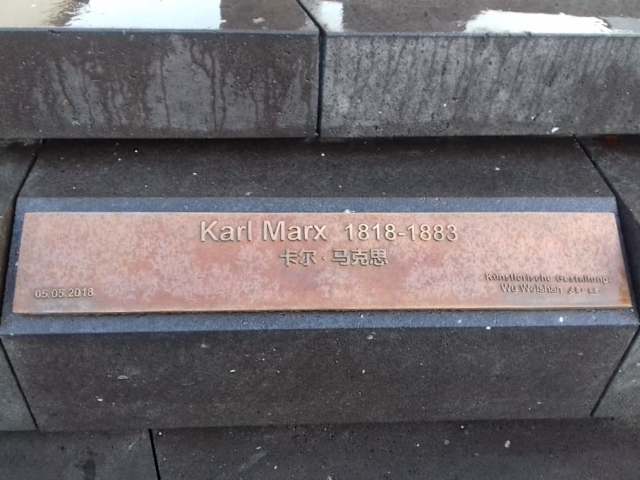 Karl Marx 1818-1883
卡尔·马克思
Künstlerische Gestaltung:
05.05.2018
Wu Weishan